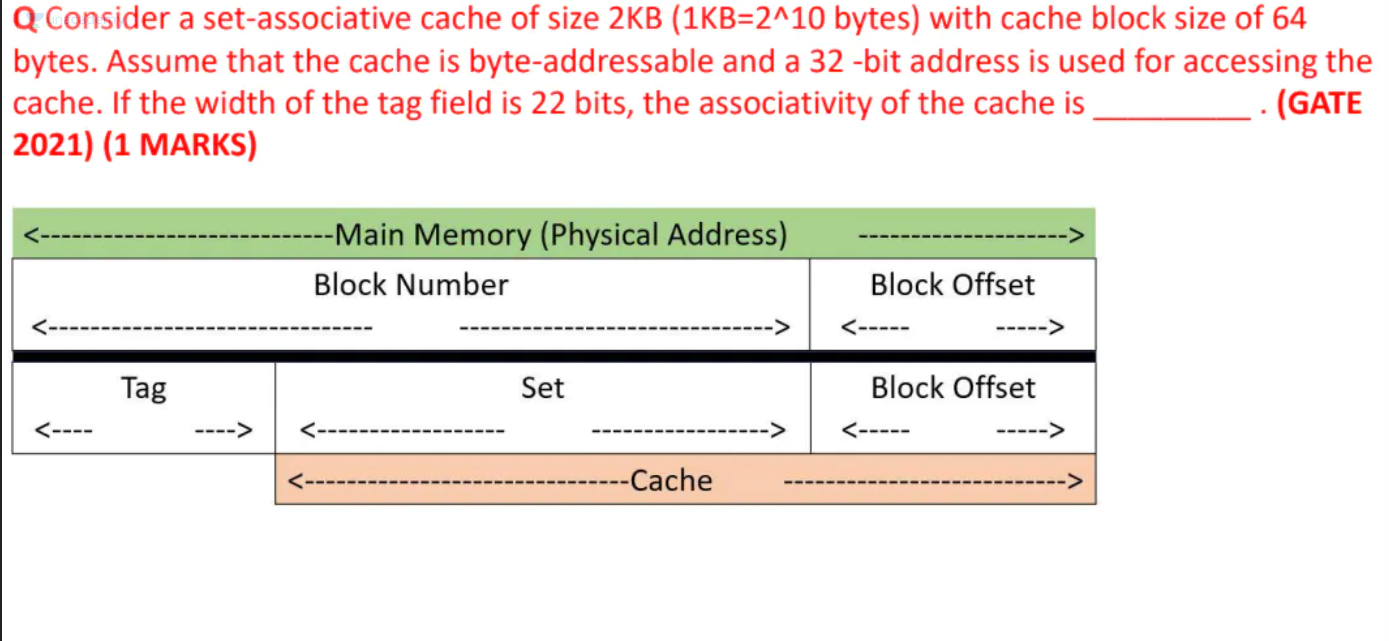 Q Consider a set-associative cache of size 2KB (1KB=2^10 bytes) with cache block size of 64
bytes. Assume that the cache is byte-addressable and a 32 -bit address is used for accessing the
cache. If the width of the tag field is 22 bits, the associativity of the cache is __________ . (GATE
2021) (1 MARKS)
<----------------------------Main Memory (Physical Address) -------------------->
Block Number Block Offset
<------------------------------- ------------------------------> <----- ----->
Tag Set Block Offset
<---- ----> <------------------ -----------------> <----- ----->
<-------------------------------Cache --------------------------->